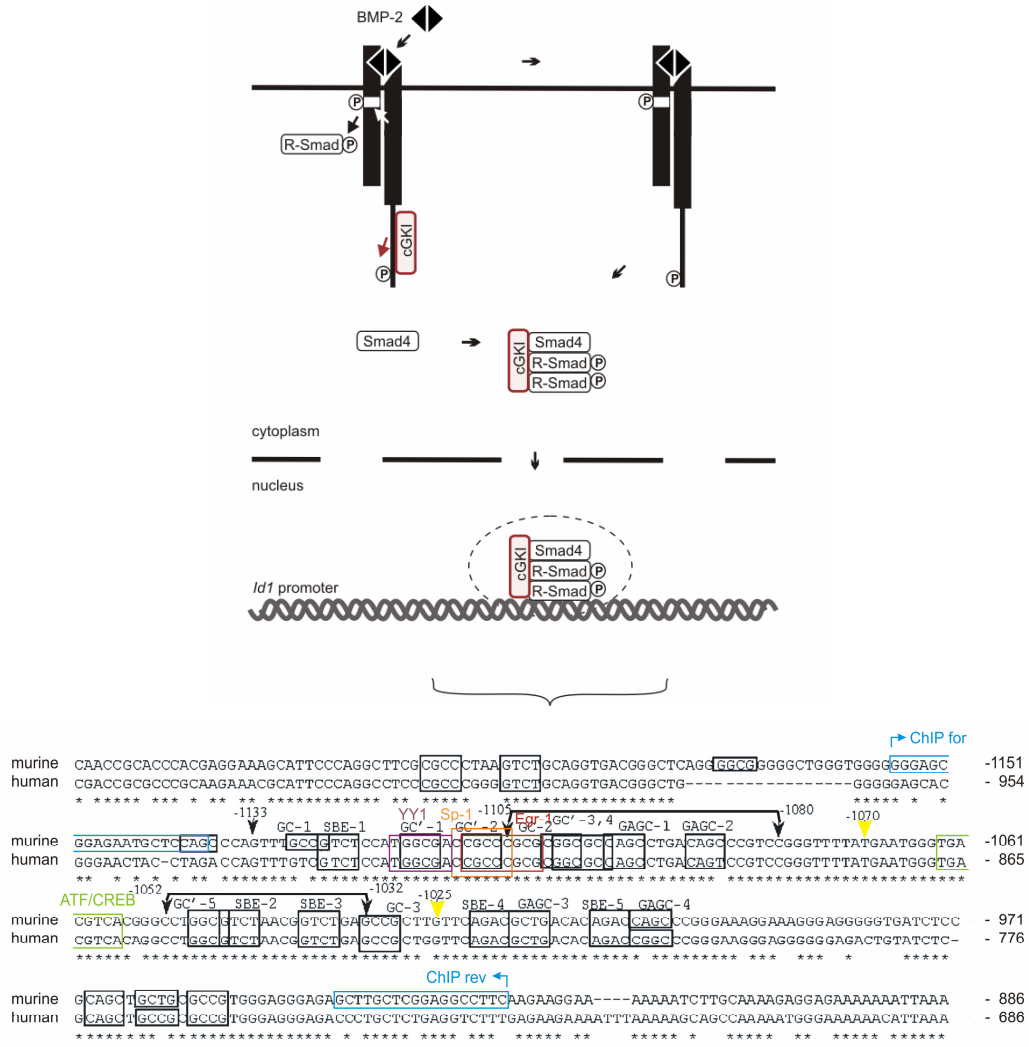 BMP-2
P
P
R-Smad P
cGKI
P
P
Smad4
cGKI
Smad4
R-Smad P
R-Smad P
cytoplasm
nucleus
cGKI
Smad4
R-Smad P
R-Smad P
Id1 promoter
ChIP for
murine CAACCGCACCCACGAGGAAAGCATTCCCAGGCTTCGCGCCCTAAGTCTGCAGGTGACGGGCTCAGGGGCGGGGGCTGGGTGGGGGGGAGC -1151
human CGACCGCGCCCGCAAGAAACGCATTCCCAGGCCTCCGCCCCGGGGTCTGCAGGTGACGGGCTG---------------GGGGGAGCAC - 954
-1133 YY1 Sp-1 -1105 Egr-1 -1080 -1070
GC-1 SBE-1 GC'-1 GC'-2 GC-2 GC'-3,4 GAGC-1 GAGC-2
murine GGAGAATGCTCCAGCCCAGTTTGCCGTCTCCATGGCGACCGCCCGCGCGGCGCCAGCCTGACAGCCCGTCCGGGTTTTATGAATGGGTGA -1061
human GGGAACTAC-CTAGACCAGTTTGTCGTCTCCATGGCGACCGCCCGCGCGGCGCCAGCCTGACAGTCCGTCCGGGTTTTATGAATGGGTGA - 865
ATF/CREB -1052 -1032 -1025
GC'-5 SBE-2 SBE-3 GC-3 SBE-4 GAGC-3 SBE-5 GAGC-4
murine CGTCACGGGCCTGGCGTCTAACGGTCTGAGCCGCTTGTTCAGACGCTGACACAGACCAGCCCGGGAAAGGAAAGGGAGGGGGTGATCTCC - 971
human CGTCACAGGCCTGGCGTCTAACGGTCTGAGCCGCTGGTTCAGACGCTGACACAGACCGGCCCGGGAAGGGAGGGGGGAGACTGTATCTC- - 776
ChIP rev
murine GCAGCTGCTGCGCCGTGGGAGGGAGAGCTTGCTCGGAGGCCTTCAAGAAGGAA----AAAAATCTTGCAAAAGAGGAGAAAAAAATTAAA - 886
human GCAGCTGCCGCGCCGTGGGAGGGAGACCCTGCTCTGAGGTCTTTGAGAAGAAAATTTAAAAAGCAGCCAAAAATGGGAAAAAACATTAAA - 686